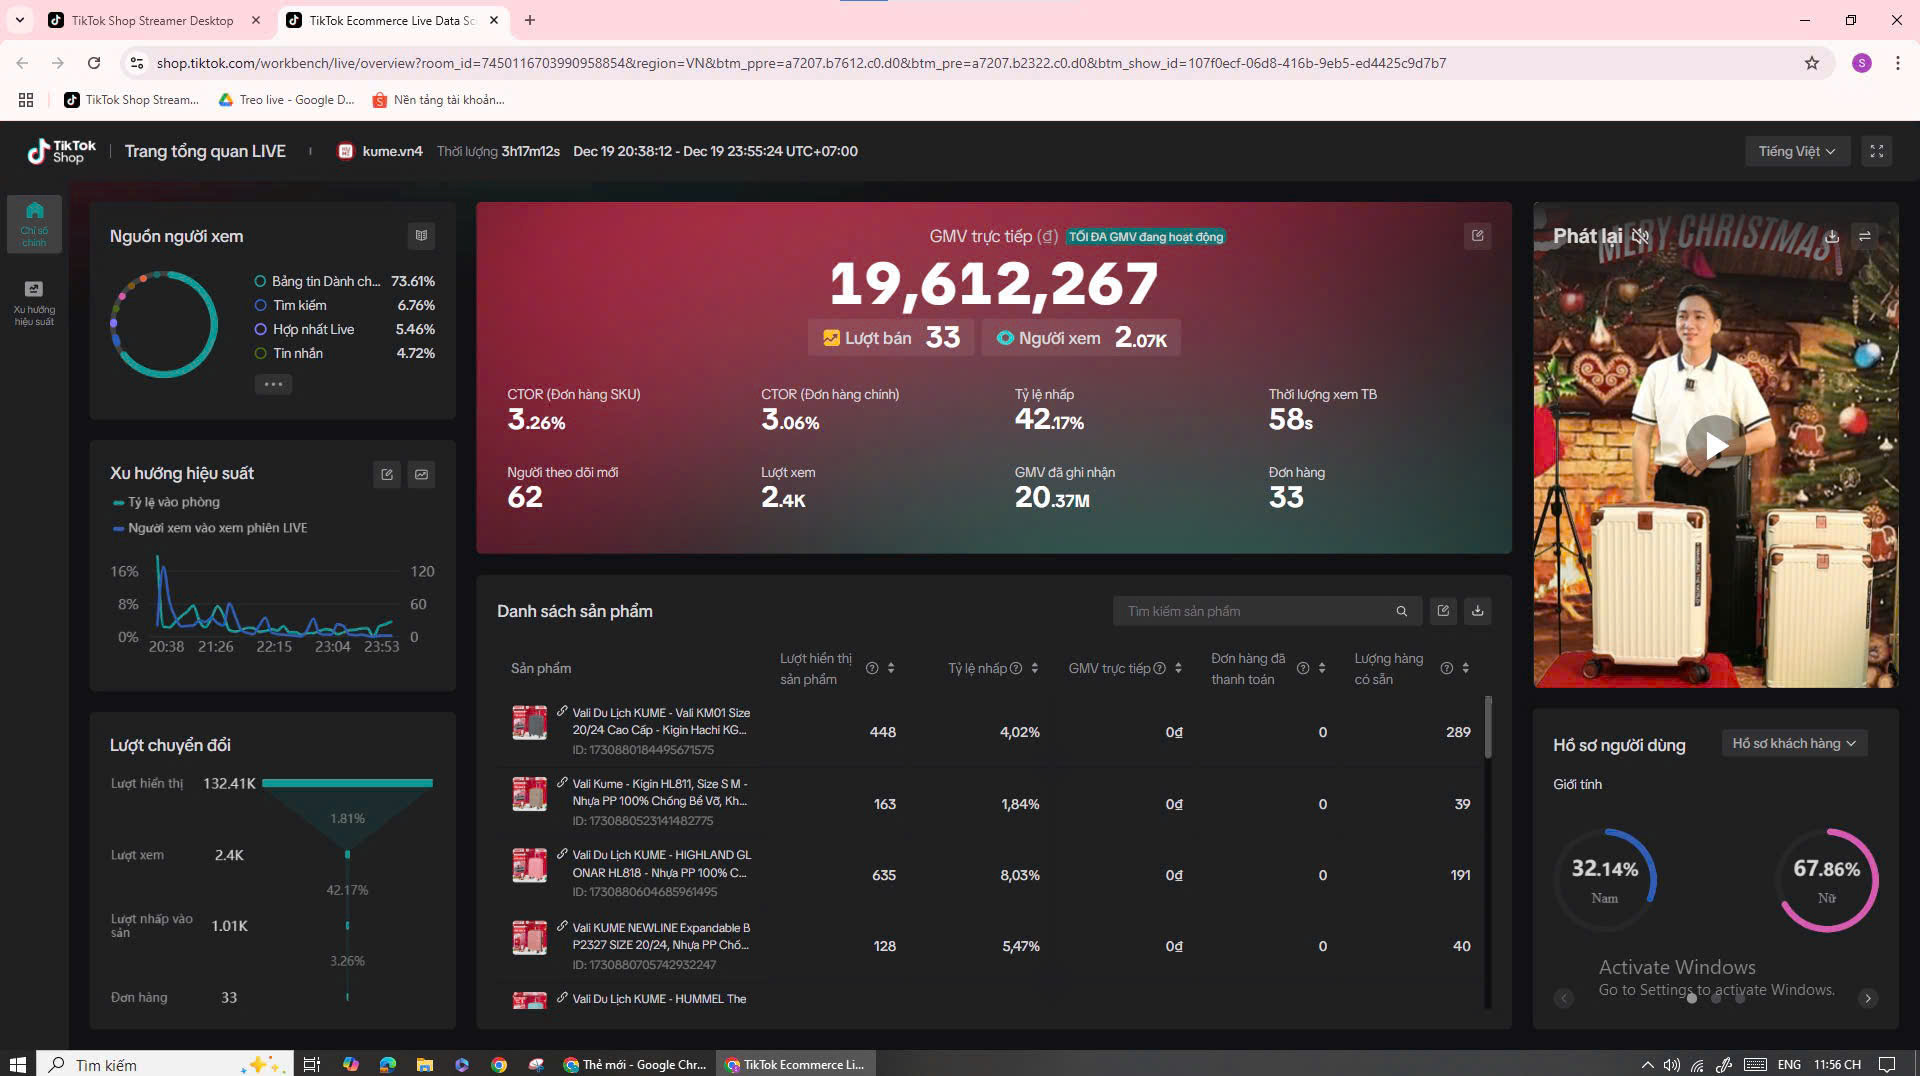 TikTok Shop Streamer Desktop
TikTok Ecommerce Live Data Sc
shop.tiktok.com/workbench/live/overview?room_id=7450116703990958854&region=VN&btm_ppre=a7207.b7612.c0.d0&btm_pre=a7207.b2322.c0.d0&btm_show_id=107f0ecf-06d8-416b-9eb5-ed4425c9d7b7
S
TikTok Shop Stream...
Treo live - Google D...
Nền tảng tài khoản...
TikTok Shop
Trang tổng quan LIVE
kume.vn4
Thời lượng 3h17m12s
Dec 19 20:38:12 - Dec 19 23:55:24 UTC+07:00
Tiếng Việt
Chỉ số chính
Xu hướng hiệu suất
Nguồn người xem
Bảng tin Dành ch... 73.61%
Tìm kiếm 6.76%
Hợp nhất Live 5.46%
Tin nhắn 4.72%
Xu hướng hiệu suất
Tỷ lệ vào phòng
Người xem vào xem phiên LIVE
16% 120
8% 60
0% 0
20:38 21:26 22:15 23:04 23:53
Lượt chuyển đổi
Lượt hiển thị 132.41K
1.81%
Lượt xem 2.4K
42.17%
Lượt nhấp vào sản 1.01K
3.26%
Đơn hàng 33
GMV trực tiếp (₫) TỐI ĐA GMV đang hoạt động
19,612,267
Lượt bán 33
Người xem 2.07K
CTOR (Đơn hàng SKU)
3.26%
CTOR (Đơn hàng chính)
3.06%
Tỷ lệ nhấp
42.17%
Thời lượng xem TB
58s
Người theo dõi mới
62
Lượt xem
2.4K
GMV đã ghi nhận
20.37M
Đơn hàng
33
Danh sách sản phẩm
Tìm kiếm sản phẩm
Sản phẩm
Lượt hiển thị sản phẩm
Tỷ lệ nhấp
GMV trực tiếp
Đơn hàng đã thanh toán
Lượng hàng có sẵn
Vali Du Lịch KUME - Vali KM01 Size
20/24 Cao Cấp - Kigin Hachi KG...
ID: 1730880184495671575
448 4,02% 0₫ 0 289
Vali Kume - Kigin HL811, Size S M -
Nhựa PP 100% Chống Bể Vỡ, Kh...
ID: 1730880523141482775
163 1,84% 0₫ 0 39
Vali Du Lịch KUME - HIGHLAND GL
ONAR HL818 - Nhựa PP 100% C...
ID: 1730880604685961495
635 8,03% 0₫ 0 191
Vali KUME NEWLINE Expandable B
P2327 SIZE 20/24, Nhựa PP Chố...
ID: 1730880705742932247
128 5,47% 0₫ 0 40
Vali Du Lịch KUME - HUMMEL The
Phát lại
MERRY CHRISTMAS
Hồ sơ người dùng
Hồ sơ khách hàng
Giới tính
32.14%
Nam
67.86%
Nữ
Activate Windows
Go to Settings to activate Windows.
Tìm kiếm
Thẻ mới - Google Chr...
TikTok Ecommerce Li...
ENG
11:56 CH